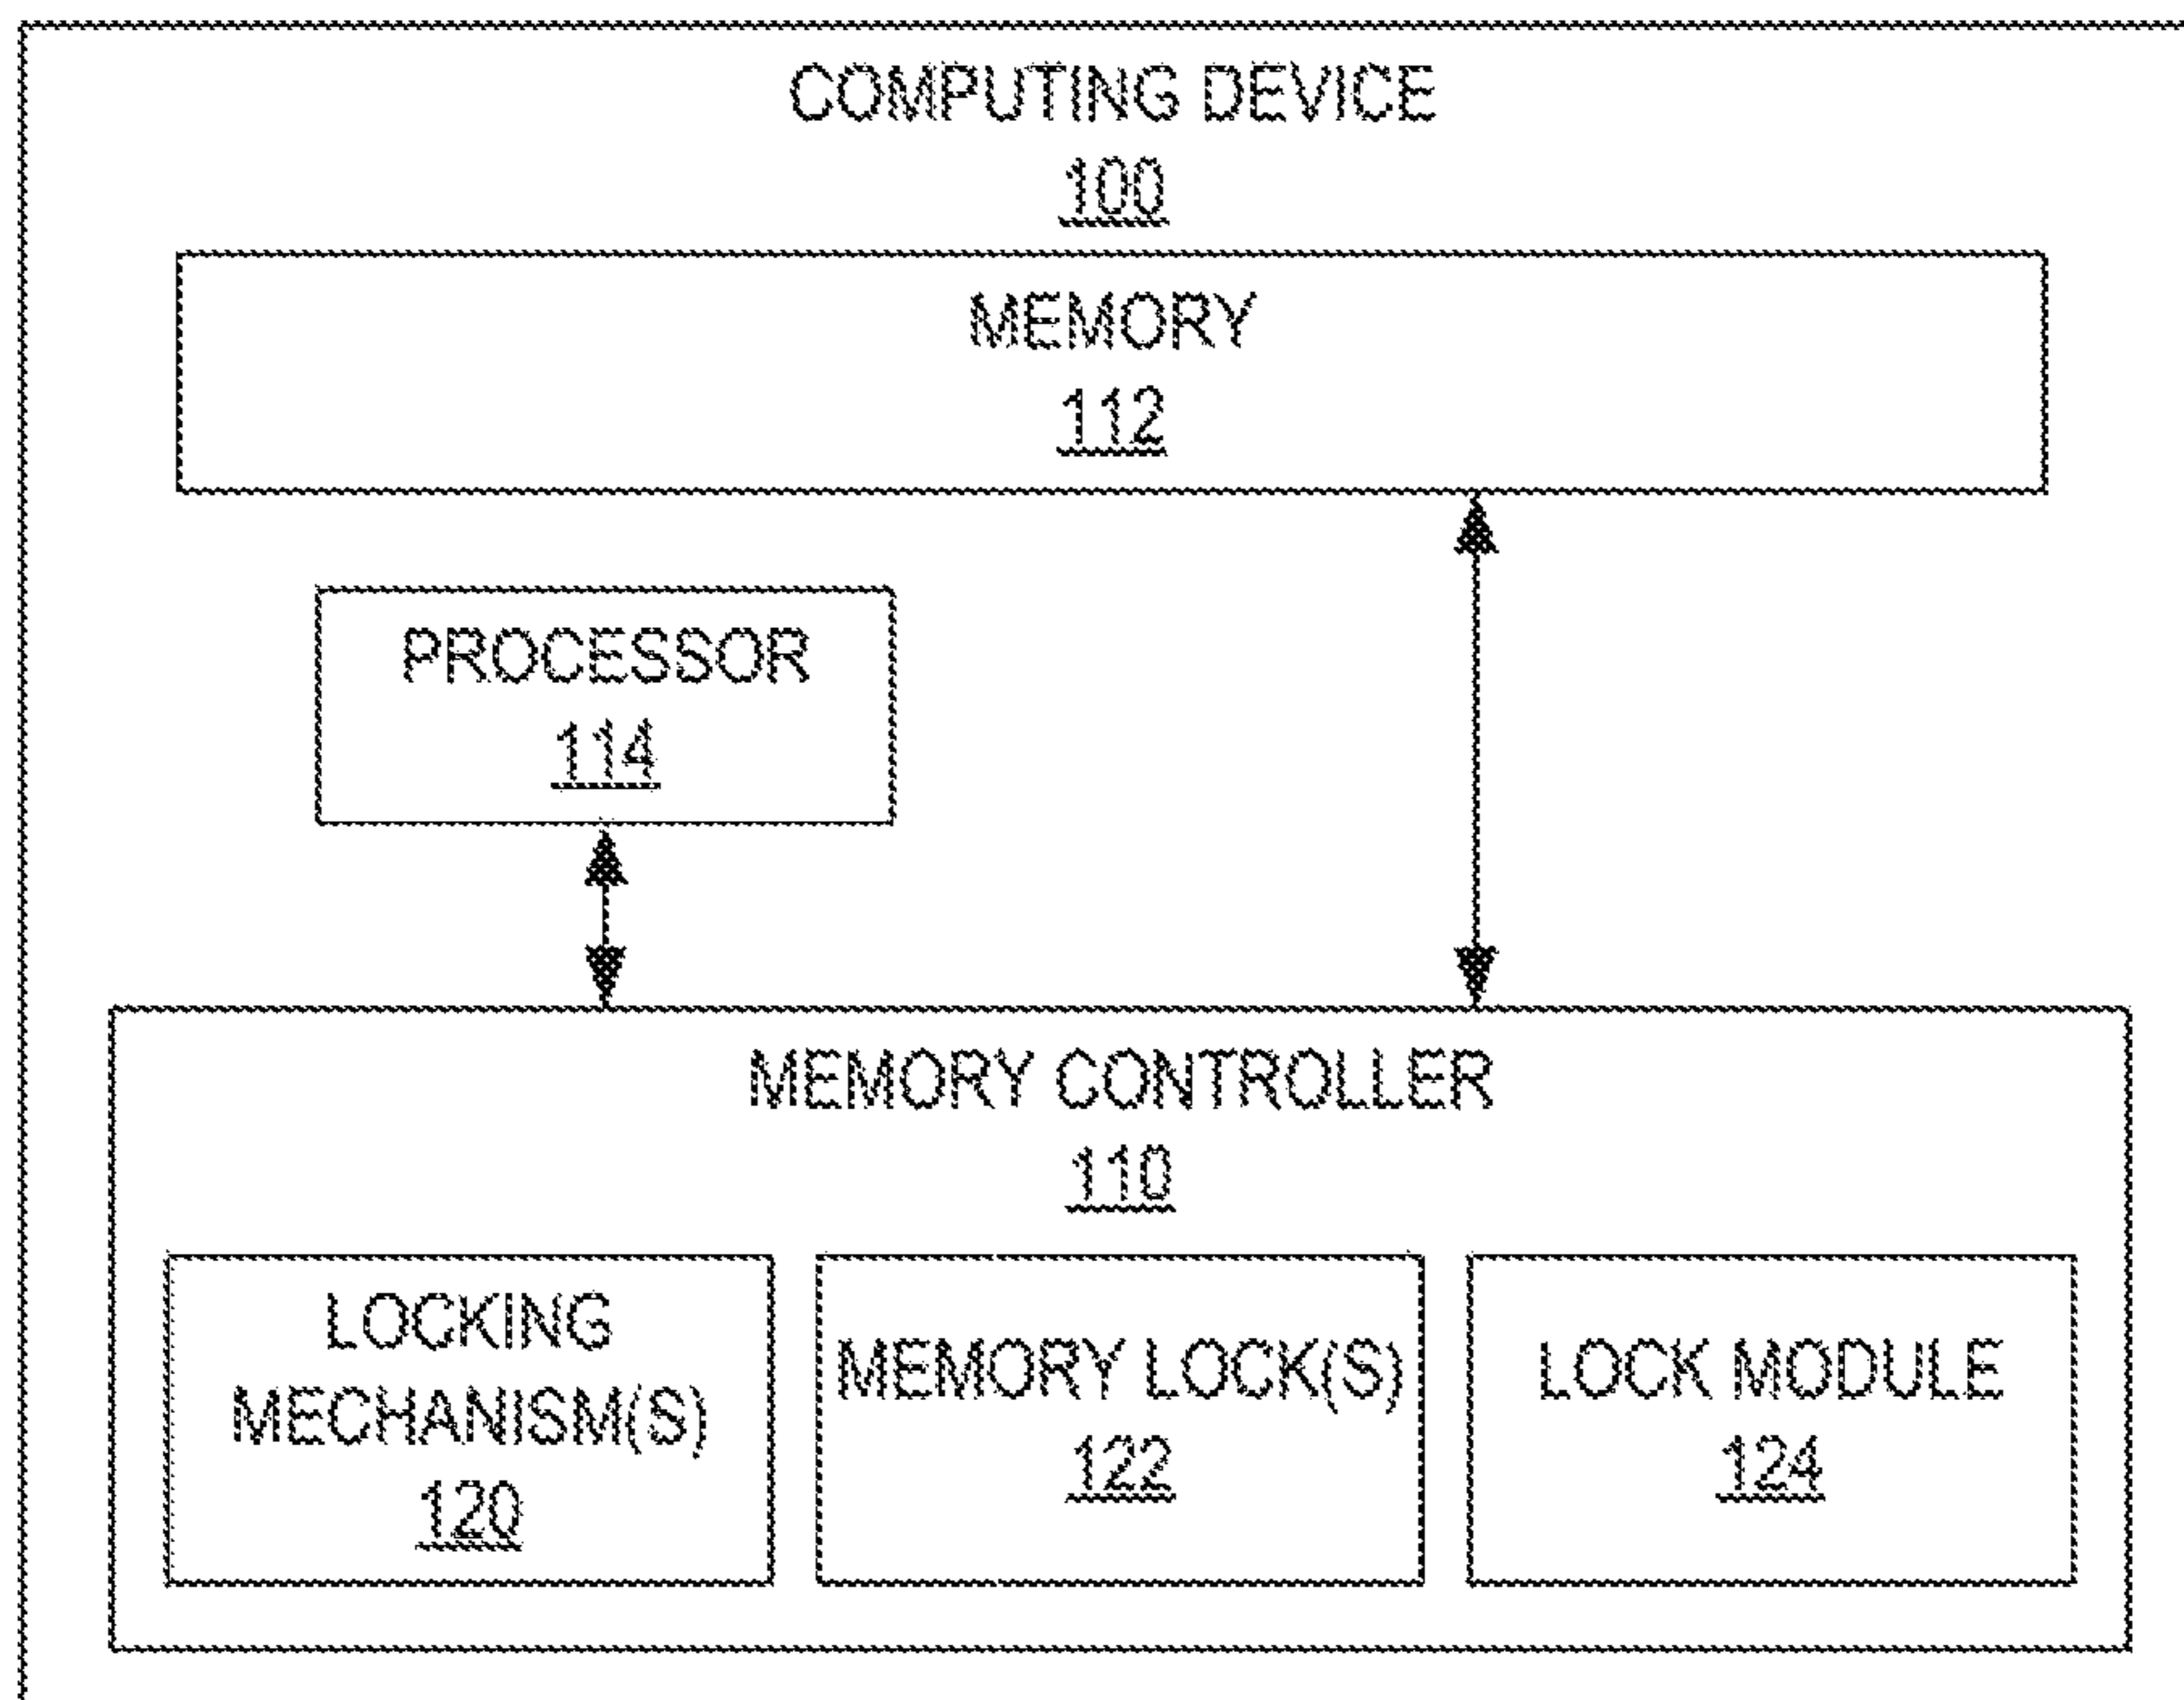 COMPUTING DEVICE
100
MEMORY
112
PROCESSOR
114
MEMORY CONTROLLER
110
LOCKING
MECHANISM(S)
120
MEMORY LOCK(S)
122
LOCK MODULE
124